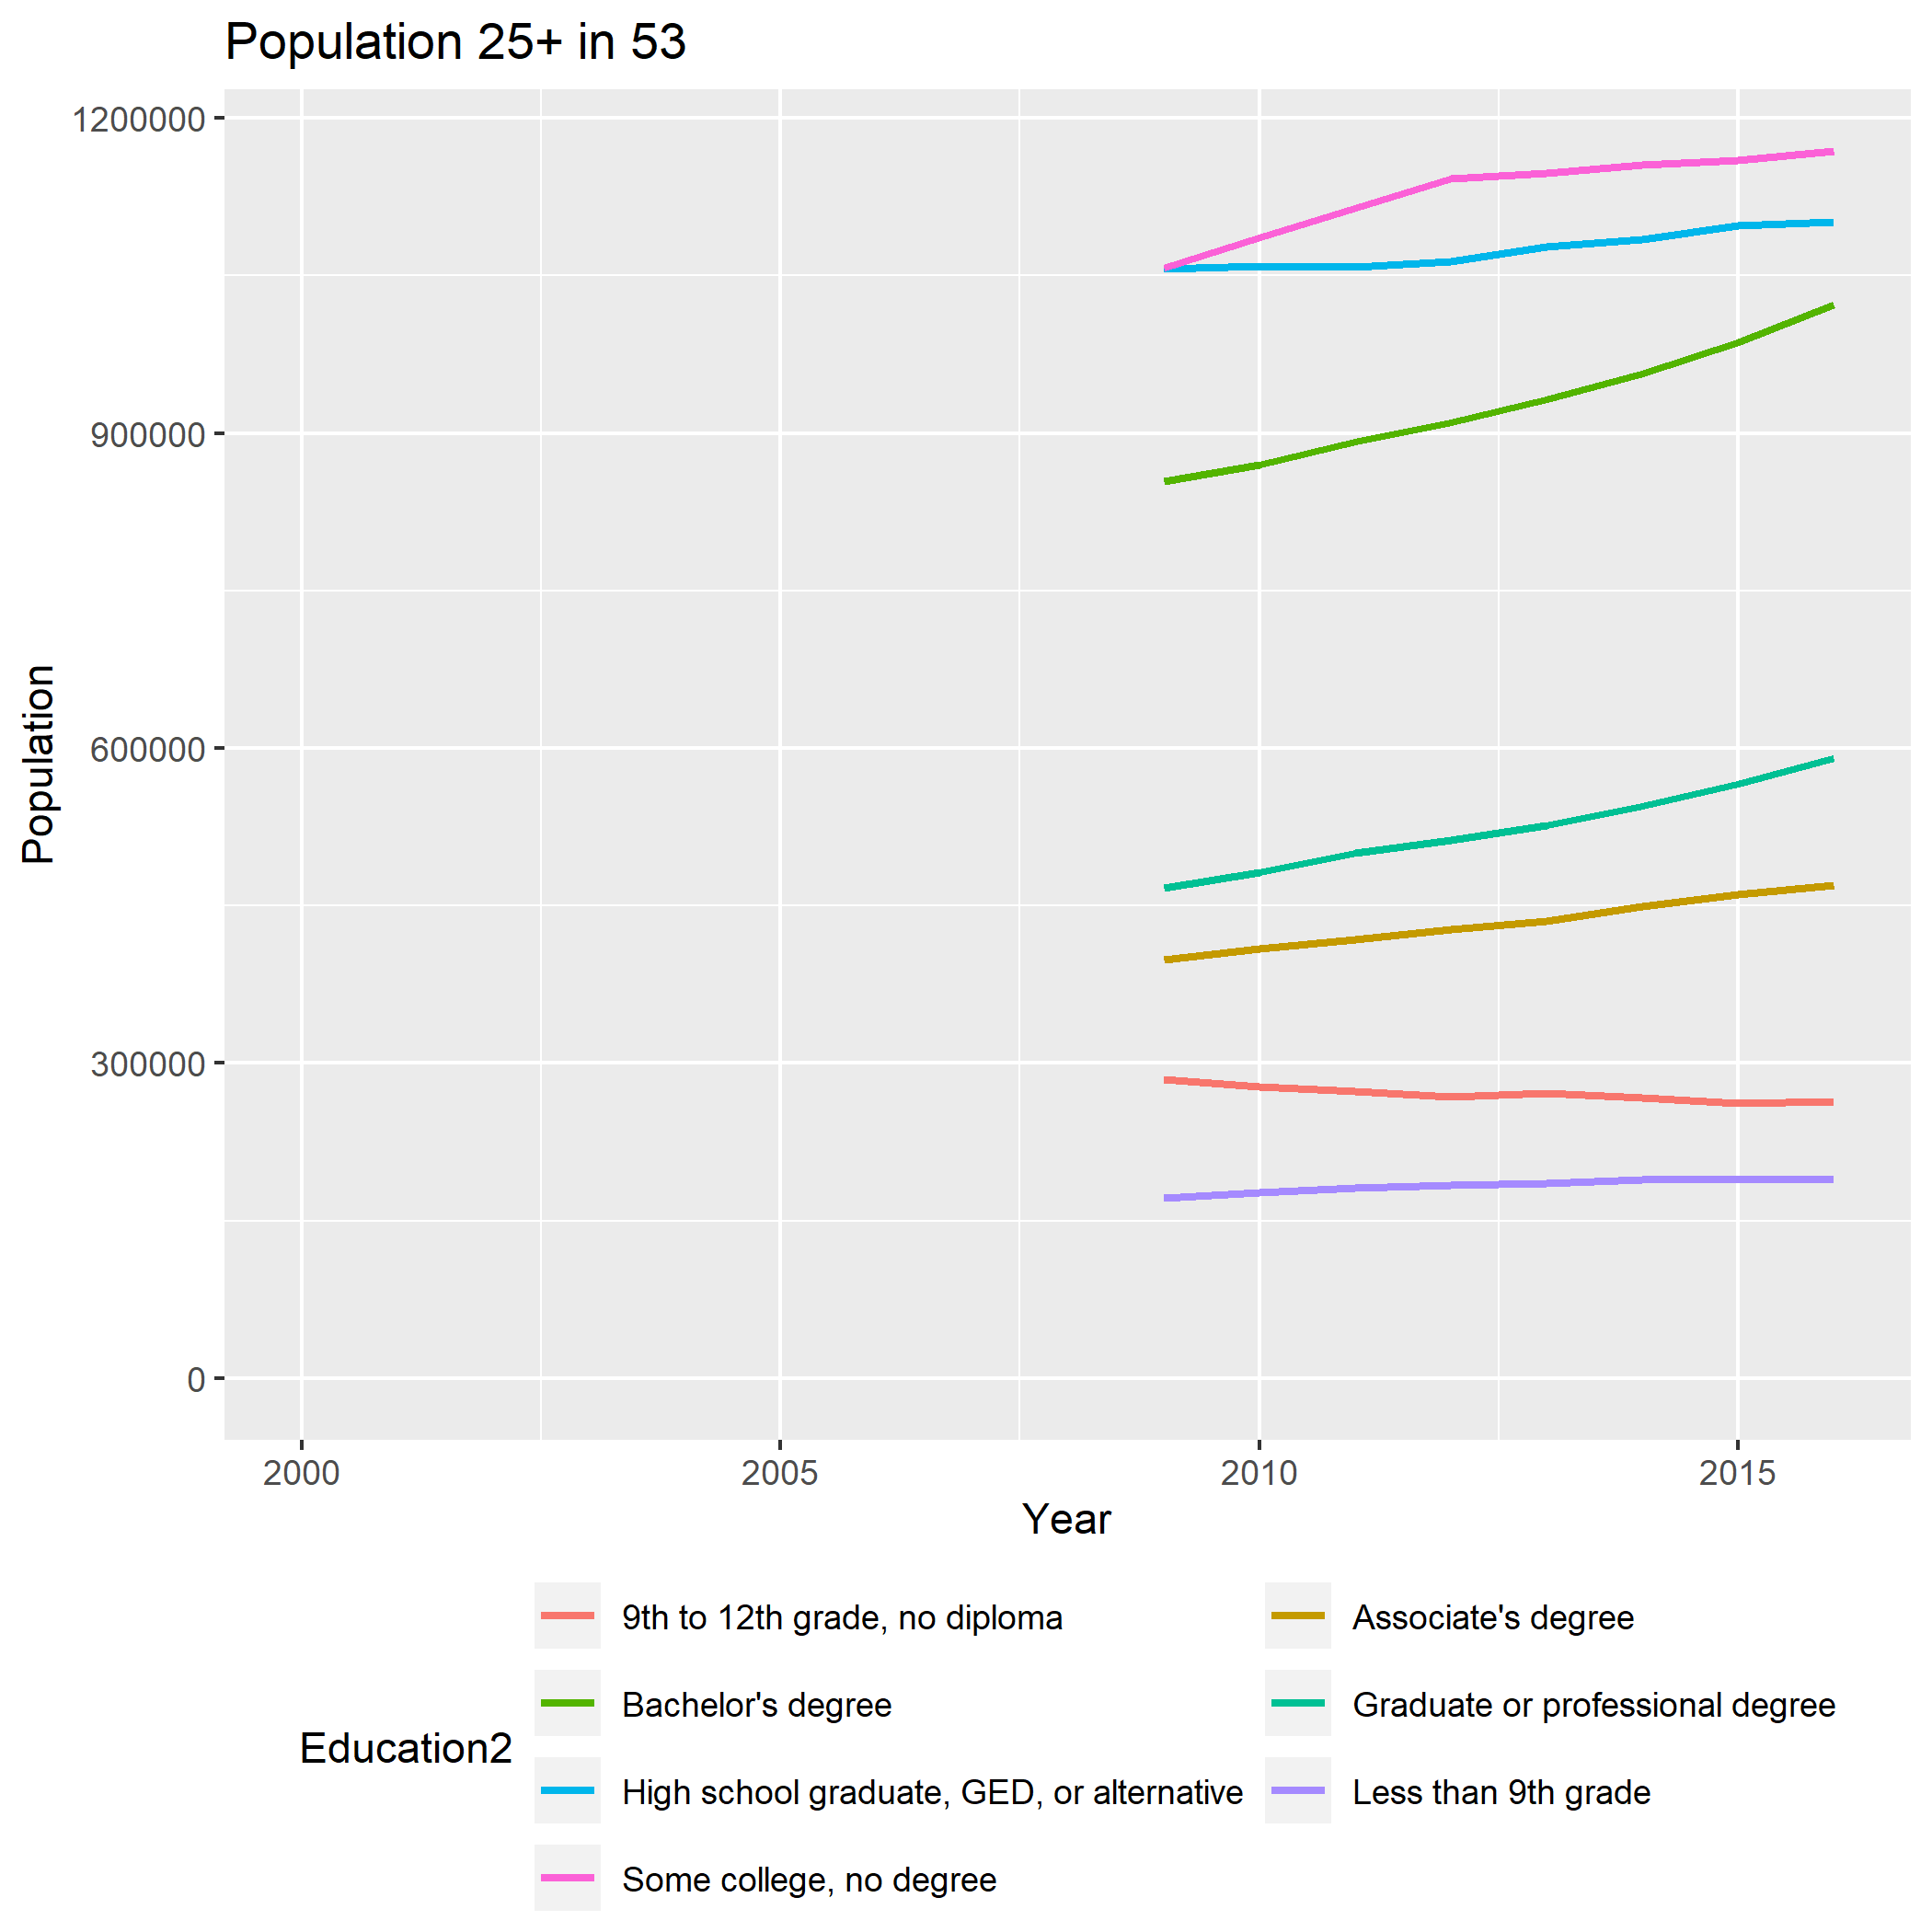 Population 25+ in 53
1200000
900000
600000
300000
0
Population
2000 2005 2010 2015
Year
Education2
9th to 12th grade, no diploma
Associate's degree
Bachelor's degree
Graduate or professional degree
High school graduate, GED, or alternative
Less than 9th grade
Some college, no degree